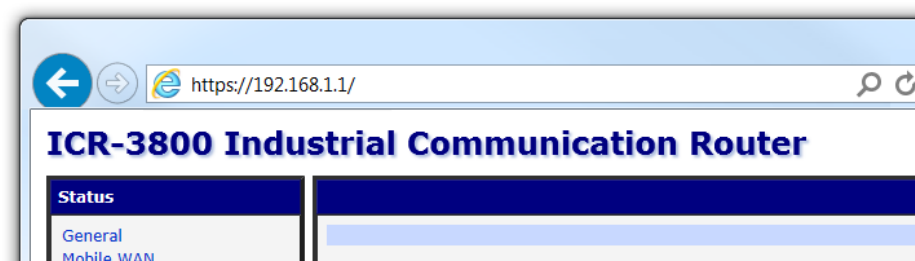 https://192.168.1.1/
ICR-3800 Industrial Communication Router
Status
General
Mobile WAN